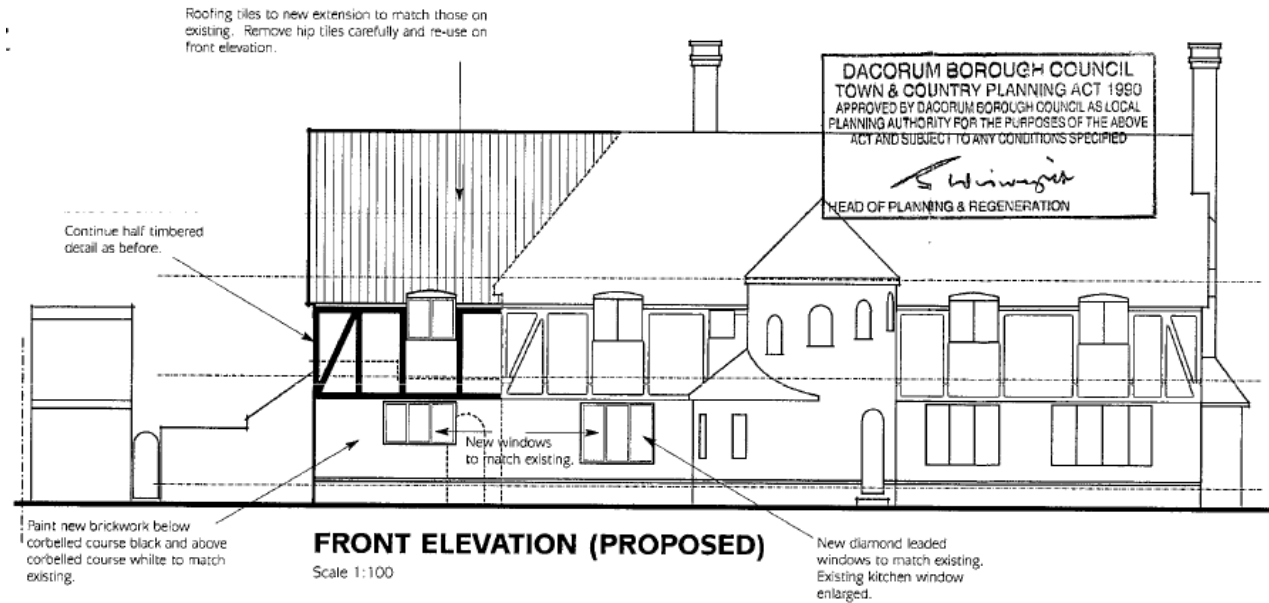 Roofing tiles to new extension to match those on
existing. Remove hip tiles carefully and re-use on
front elevation.
DACORUM BOROUGH COUNCIL
TOWN & COUNTRY PLANNING ACT 1990
APPROVED BY DACORUM BOROUGH COUNCIL AS LOCAL
PLANNING AUTHORITY FOR THE PURPOSES OF THE ABOVE
ACT AND SUBJECT TO ANY CONDITIONS SPECIFIED
HEAD OF PLANNING & REGENERATION
Continue half timbered
detail as before.
New windows
to match existing.
Paint new brickwork below
corbelled course black and above
corbelled course whilte to match
existing.
FRONT ELEVATION (PROPOSED)
Scale 1:100
New diamond leaded
windows to match existing.
Existing kitchen window
enlarged.